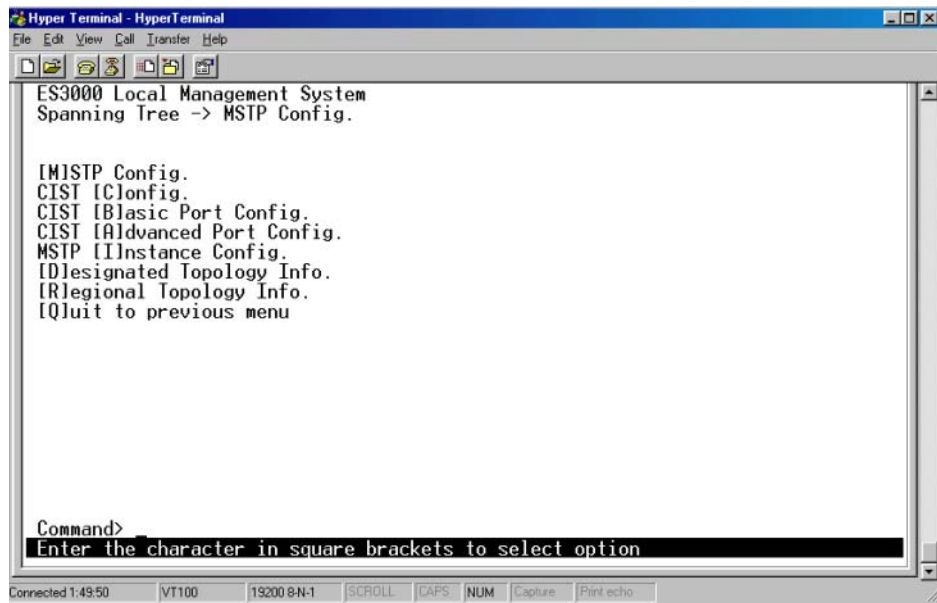 Hyper Terminal - HyperTerminal
File Edit View Call Transfer Help
ES3000 Local Management System
Spanning Tree -> MSTP Config.
[M]STP Config.
CIST [C]onfig.
CIST [B]asic Port Config.
CIST [A]dvanced Port Config.
MSTP [I]nstance Config.
[D]esignated Topology Info.
[R]egional Topology Info.
[Q]uit to previous menu
Command> _
Enter the character in square brackets to select option
Connected 1:49:50 VT100 19200 8-N-1 SCROLL CAPS NUM Capture Print echo